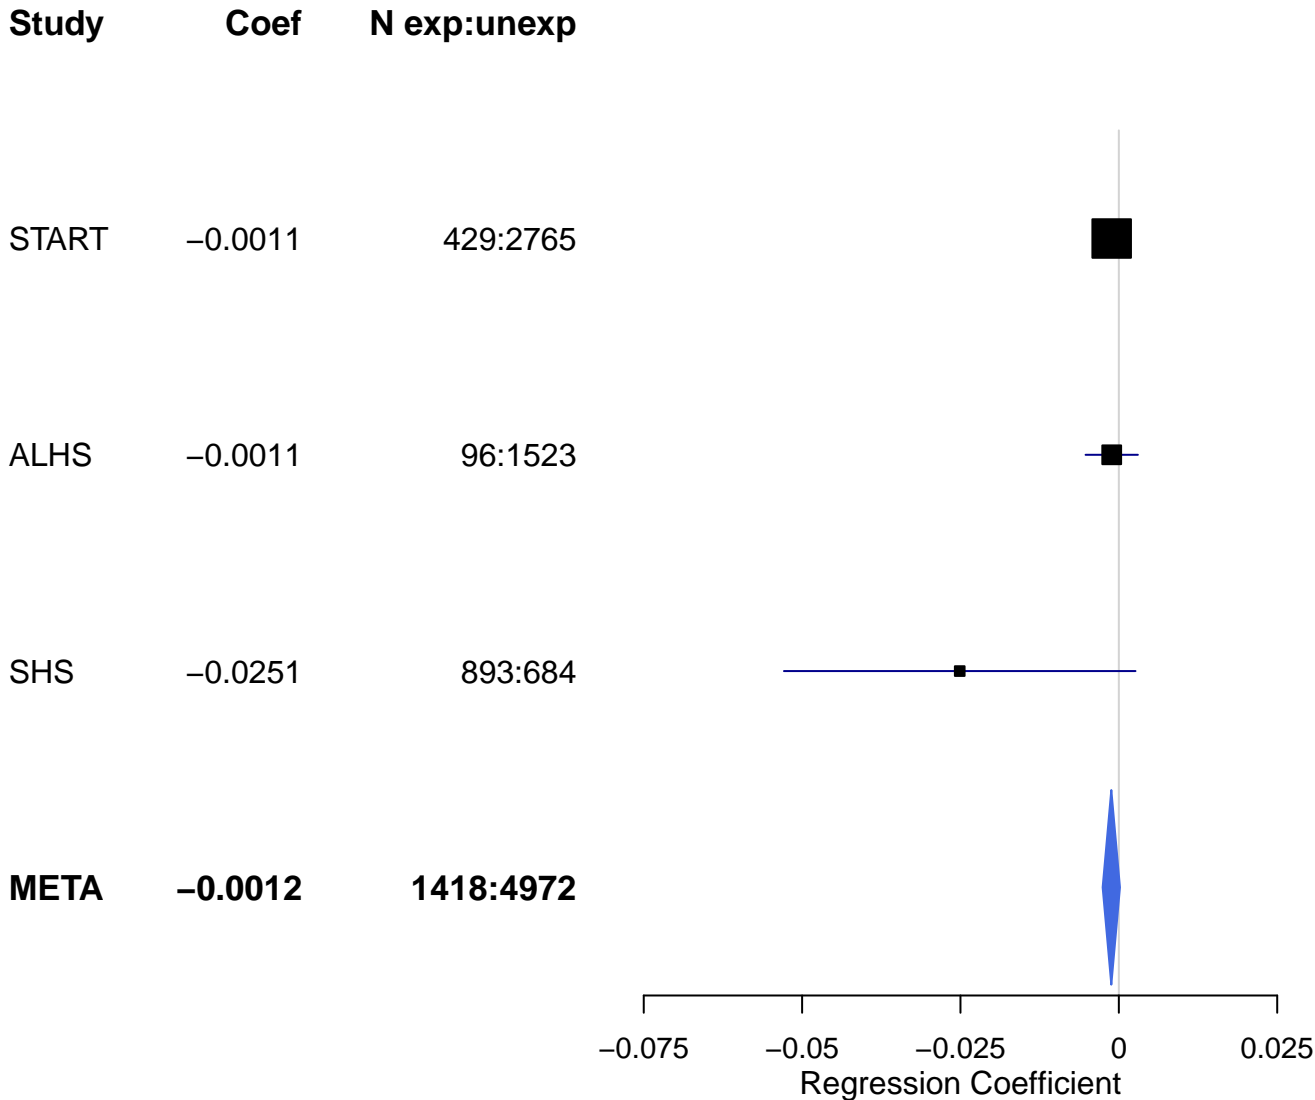 Study Coef N exp:unexp
START −0.0011 429:2765
ALHS −0.0011 96:1523
SHS −0.0251 893:684
META −0.0012 1418:4972
−0.075 −0.05 −0.025 0 0.025
Regression Coefficient